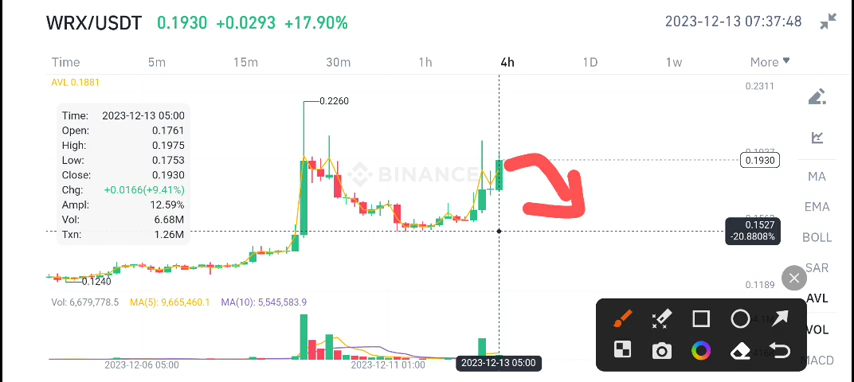 WRX/USDT 0.1930 +0.0293 +17.90% 2023-12-13 07:37:48
Time 5m 15m 30m 1h 4h 1D 1w More
AVL 0.1881
0.2311
Time: 2023-12-13 05:00
Open: 0.1761
High: 0.1975
Low: 0.1753
Close: 0.1930
Chg: +0.0166(+9.41%)
Ampl: 12.59%
Vol: 6.68M
Txn: 1.26M
0.2260
BINANCE
0.1930
0.1527
-20.8808%
0.1240
0.1189
MA
EMA
BOLL
SAR
AVL
VOL
MACD
Vol: 6,679,778.5 MA(5): 9,665,460.1 MA(10): 5,545,583.9
2023-12-06 05:00 2023-12-11 01:00 2023-12-13 05:00